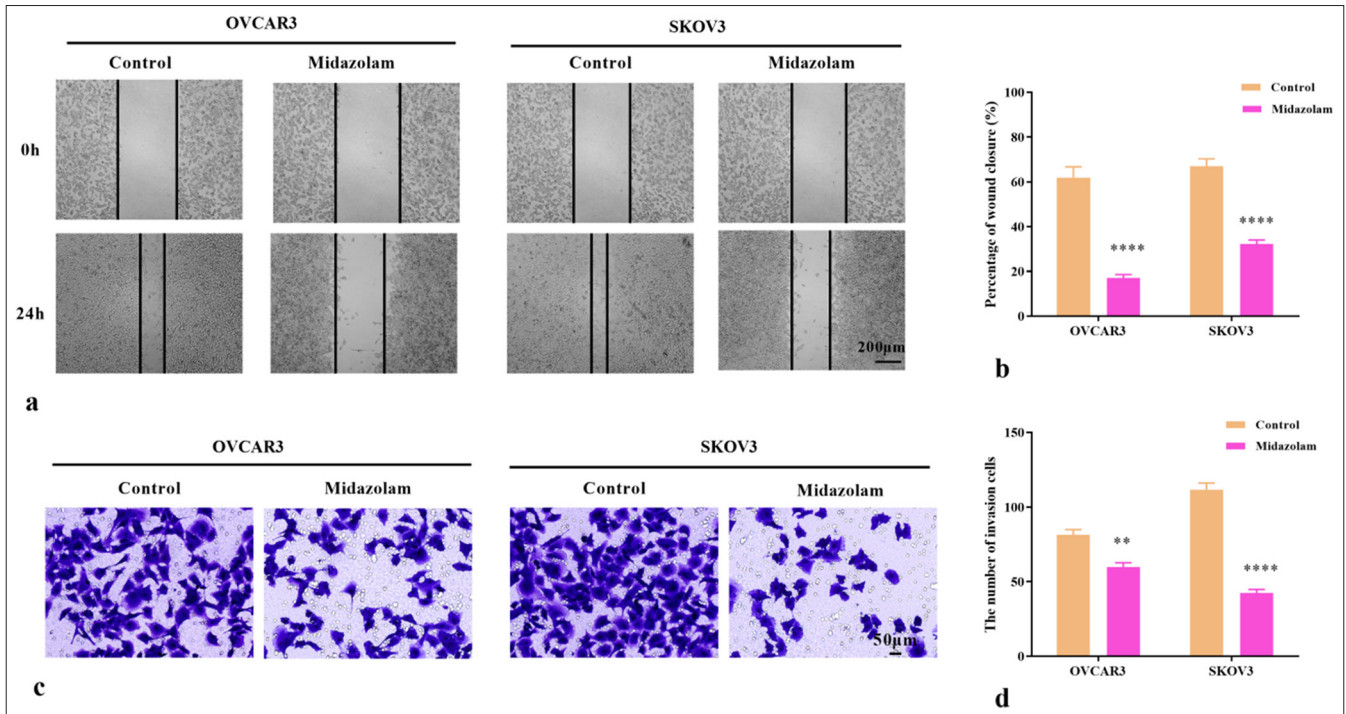 OVCAR3
SKOV3
Control
Midazolam
Control
Midazolam
0h
24h
200μm
a
Percentage of wound closure (%)
100
80
60
40
20
0
Control
Midazolam
****
****
OVCAR3
SKOV3
b
OVCAR3
SKOV3
Control
Midazolam
Control
Midazolam
50μm
c
The number of invasion cells
150
100
50
0
Control
Midazolam
**
****
OVCAR3
SKOV3
d